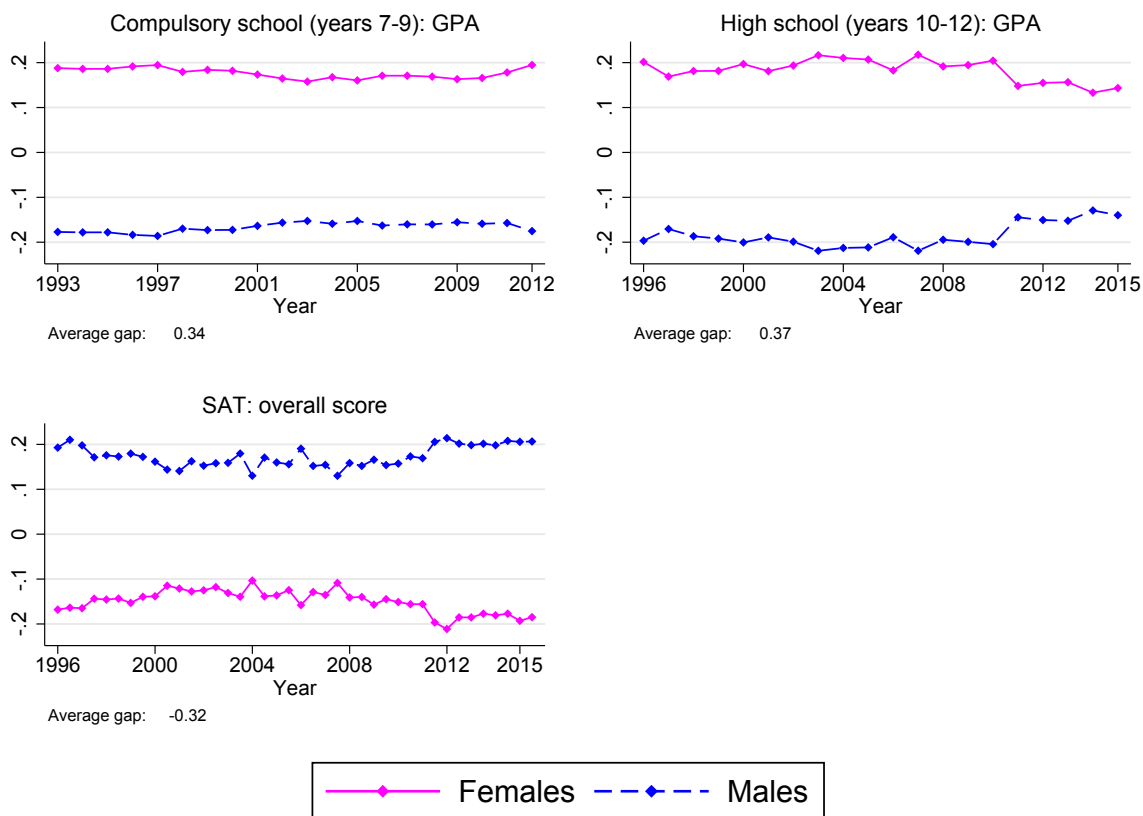 Compulsory school (years 7-9): GPA
.2
.1
0
-.1
-.2
1993 1997 2001 2005 2009 2012
Year
Average gap: 0.34
High school (years 10-12): GPA
.2
.1
0
-.1
-.2
1996 2000 2004 2008 2012 2015
Year
Average gap: 0.37
SAT: overall score
.2
.1
0
-.1
-.2
1996 2000 2004 2008 2012 2015
Year
Average gap: -0.32
Females Males